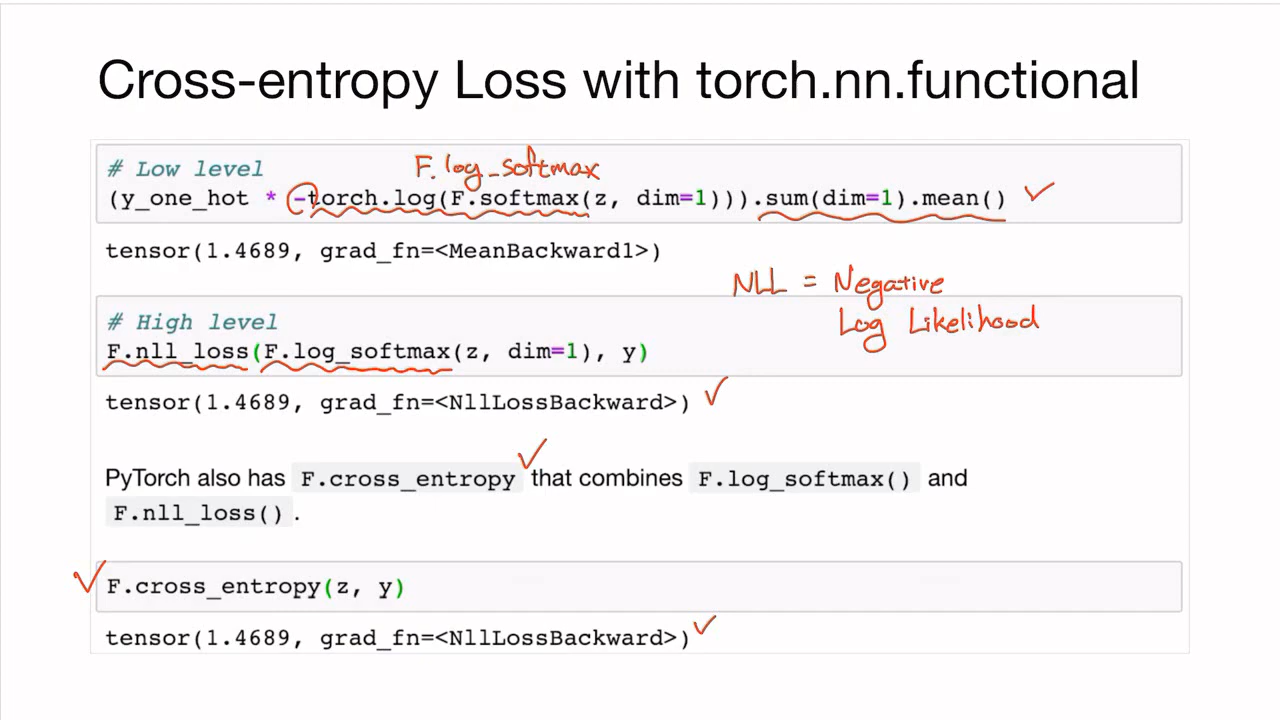 Cross-entropy Loss with torch.nn.functional
# Low level
F.log_softmax
(y_one_hot * -torch.log(F.softmax(z, dim=1))).sum(dim=1).mean()
tensor(1.4689, grad_fn=<MeanBackward1>)
NLL = Negative
Log Likelihood
# High level
F.nll_loss(F.log_softmax(z, dim=1), y)
tensor(1.4689, grad_fn=<NllLossBackward>)
PyTorch also has F.cross_entropy that combines F.log_softmax() and
F.nll_loss().
F.cross_entropy(z, y)
tensor(1.4689, grad_fn=<NllLossBackward>)